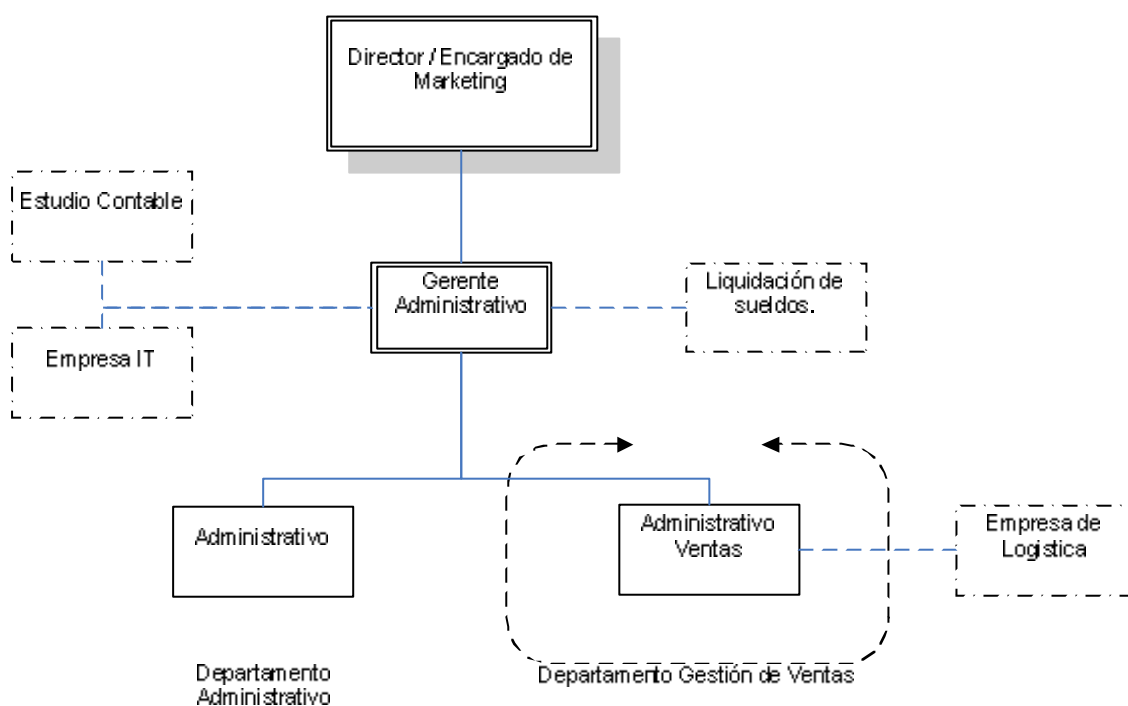 Director / Encargado de
Marketing
Estudio Contable
Gerente
Administrativo
Liquidación de
sueldos.
Empresa IT
Administrativo
Administrativo
Ventas
Empresa de
Logistica
Departamento
Administrativo
Departamento Gestión de Ventas